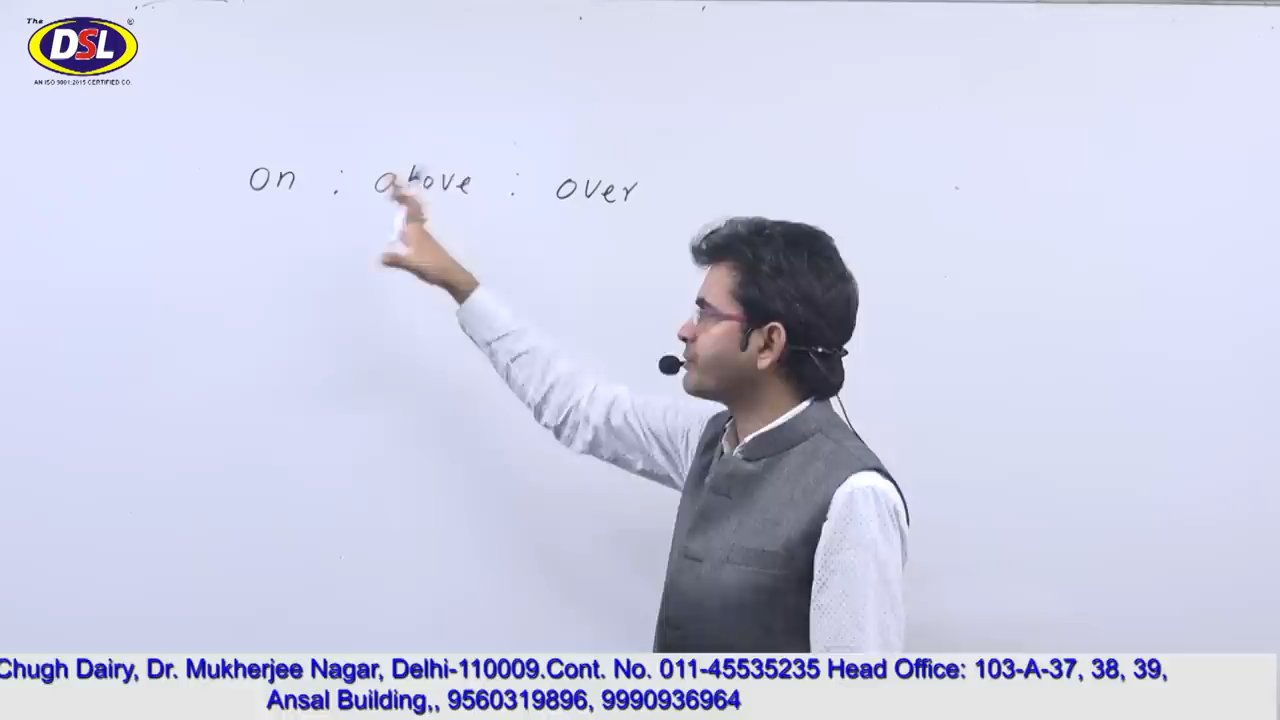 The ®
DSL
AN ISO 9001:2015 CERTIFIED CO.
on : above : over
Chugh Dairy, Dr. Mukherjee Nagar, Delhi-110009.Cont. No. 011-45535235 Head Office: 103-A-37, 38, 39,
Ansal Building,, 9560319896, 9990936964